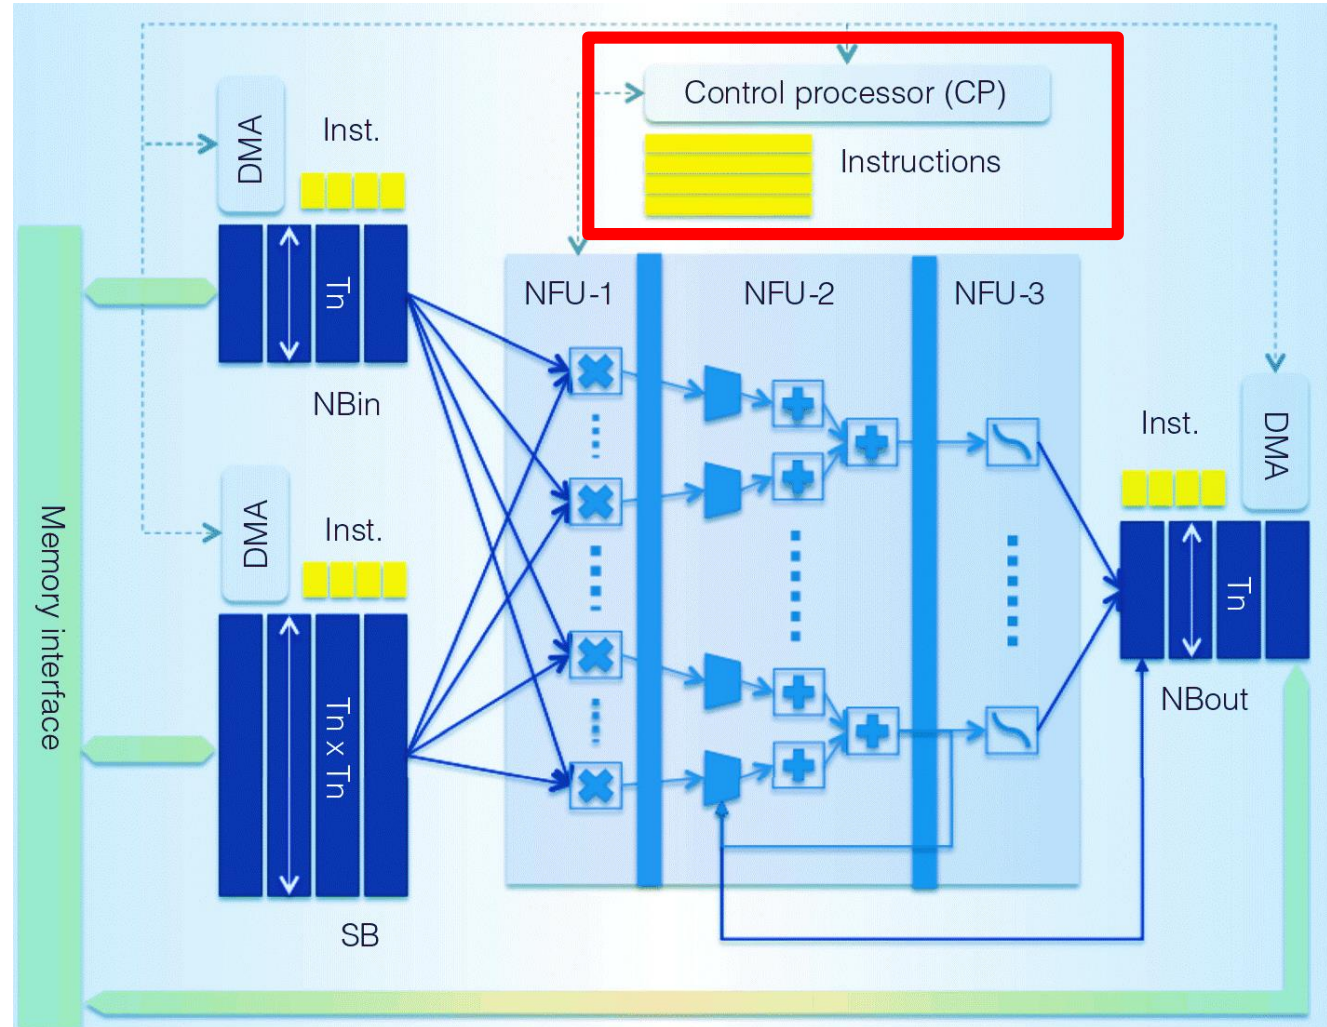 Control processor (CP)
Instructions
DMA
Inst.
Tn
NBin
DMA
Inst.
Tn x Tn
SB
Memory interface
NFU-1
NFU-2
NFU-3
Inst.
DMA
Tn
NBout